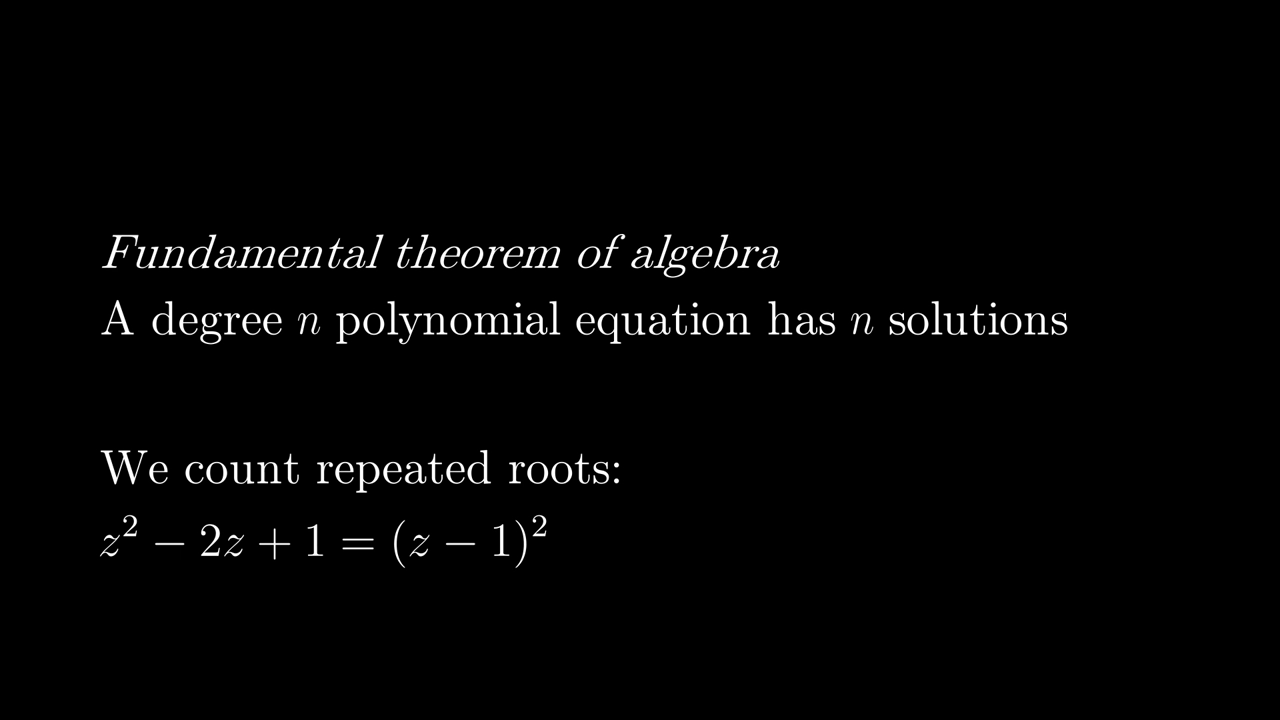 Fundamental theorem of algebra
A degree n polynomial equation has n solutions
We count repeated roots:
z² − 2z + 1 = (z − 1)²